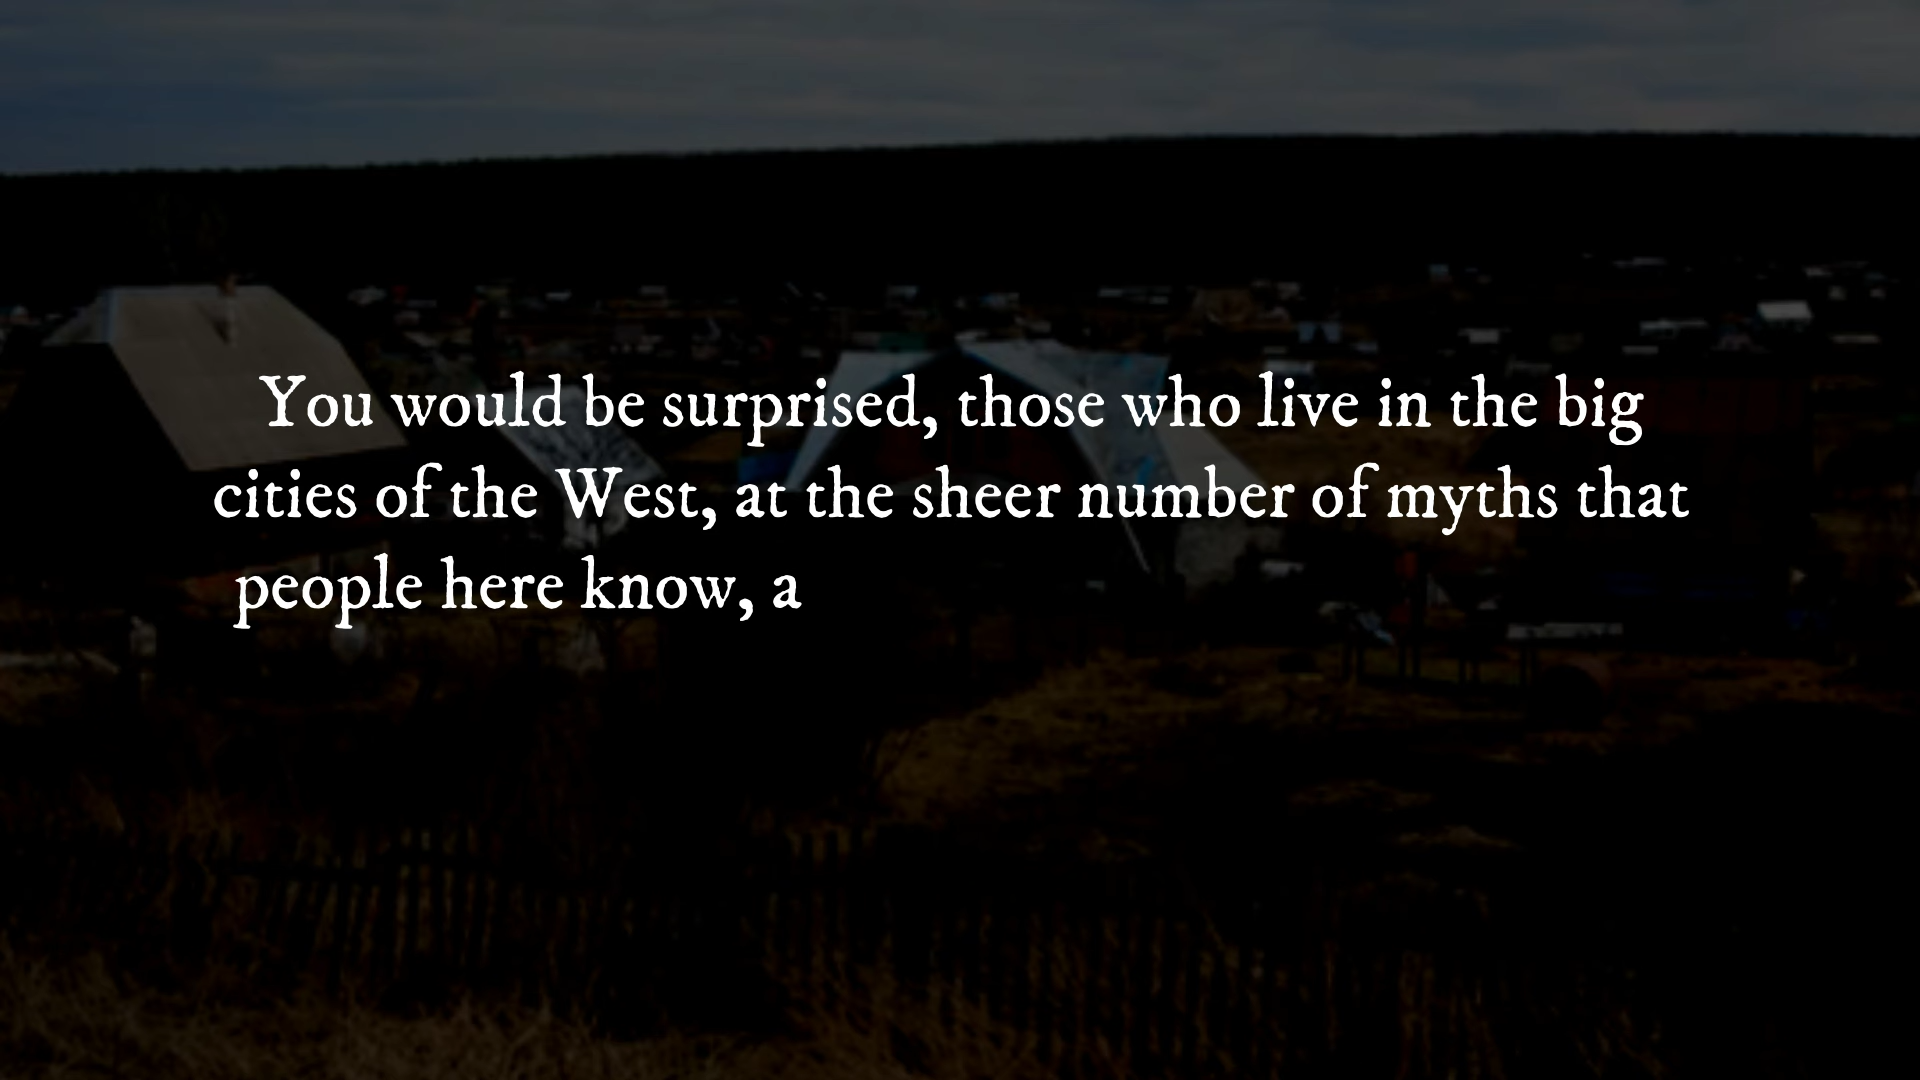 You would be surprised, those who live in the big
cities of the West, at the sheer number of myths that
people here know, a